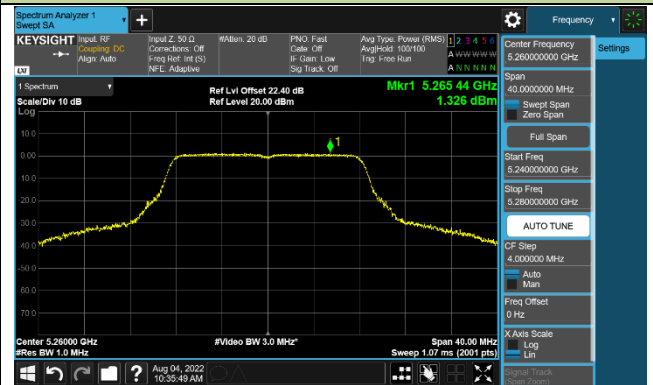 Spectrum Analyzer 1
Swept SA
Frequency
KEYSIGHT Input: RF
Coupling: DC
Align: Auto
Input Z: 50 Ω
Corrections: Off
Freq Ref: Int (S)
NFE: Adaptive
#Atten: 20 dB
PNO: Fast
Gate: Off
IF Gain: Low
Sig Track: Off
Avg Type: Power (RMS)
Avg|Hold: 100/100
Trig: Free Run
1 2 3 4 5 6
A W W W W W
A N N N N N
LXI
1 Spectrum
Scale/Div 10 dB
Log
Ref Lvl Offset 22.40 dB
Ref Level 20.00 dBm
Mkr1 5.265 44 GHz
1.326 dBm
1
10.0
0.00
-10.0
-20.0
-30.0
-40.0
-50.0
-60.0
-70.0
Center 5.26000 GHz
#Res BW 1.0 MHz
#Video BW 3.0 MHz*
Span 40.00 MHz
Sweep 1.07 ms (2001 pts)
Center Frequency
5.260000000 GHz
Settings
Span
40.0000000 MHz
Swept Span
Zero Span
Full Span
Start Freq
5.240000000 GHz
Stop Freq
5.280000000 GHz
AUTO TUNE
CF Step
4.000000 MHz
Auto
Man
Freq Offset
0 Hz
X Axis Scale
Log
Lin
Signal Track
(Span Zoom)
?
Aug 04, 2022
10:35:49 AM